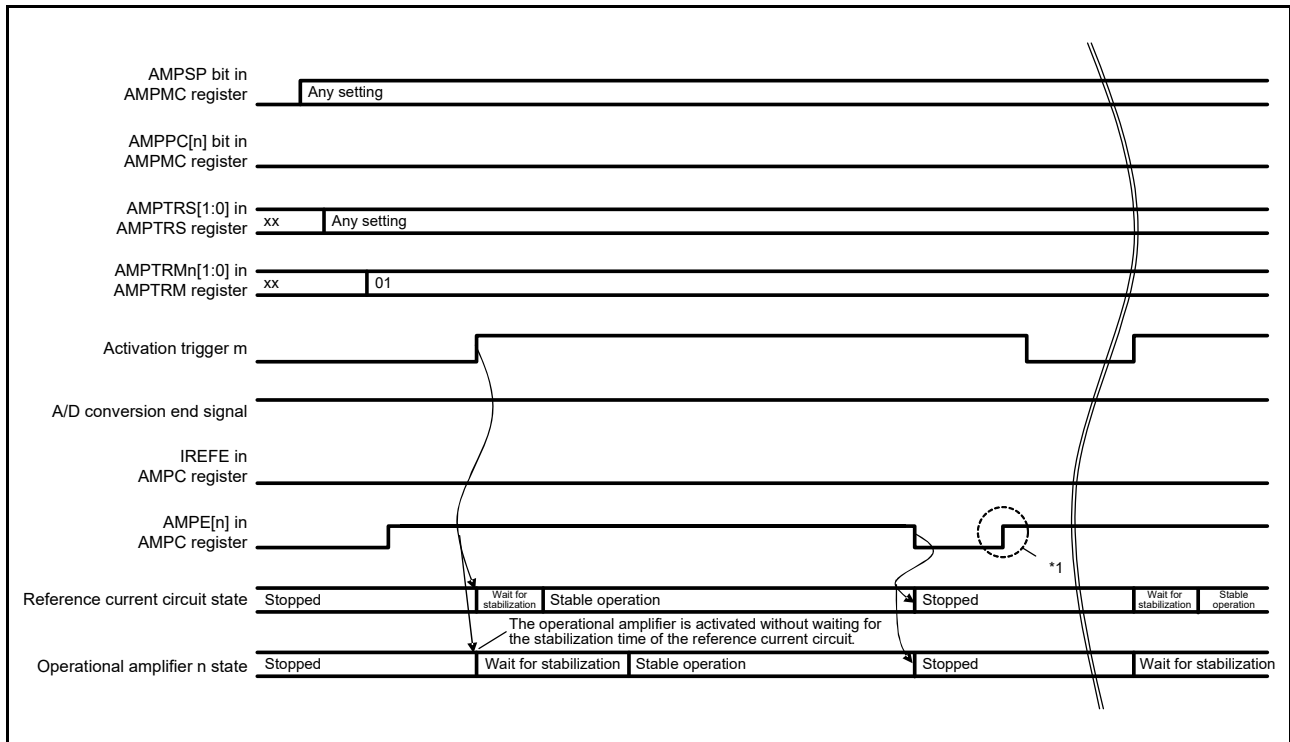 AMPSP bit in
AMPMC register
Any setting
AMPPC[n] bit in
AMPMC register
AMPTRS[1:0] in
AMPTRS register
xx
Any setting
AMPTRMn[1:0] in
AMPTRM register
xx
01
Activation trigger m
A/D conversion end signal
IREFE in
AMPC register
AMPE[n] in
AMPC register
*1
Reference current circuit state
Stopped
Wait for
stabilization
Stable operation
Stopped
Wait for
stabilization
Stable
operation
The operational amplifier is activated without waiting for
the stabilization time of the reference current circuit.
Operational amplifier n state
Stopped
Wait for stabilization
Stable operation
Stopped
Wait for stabilization